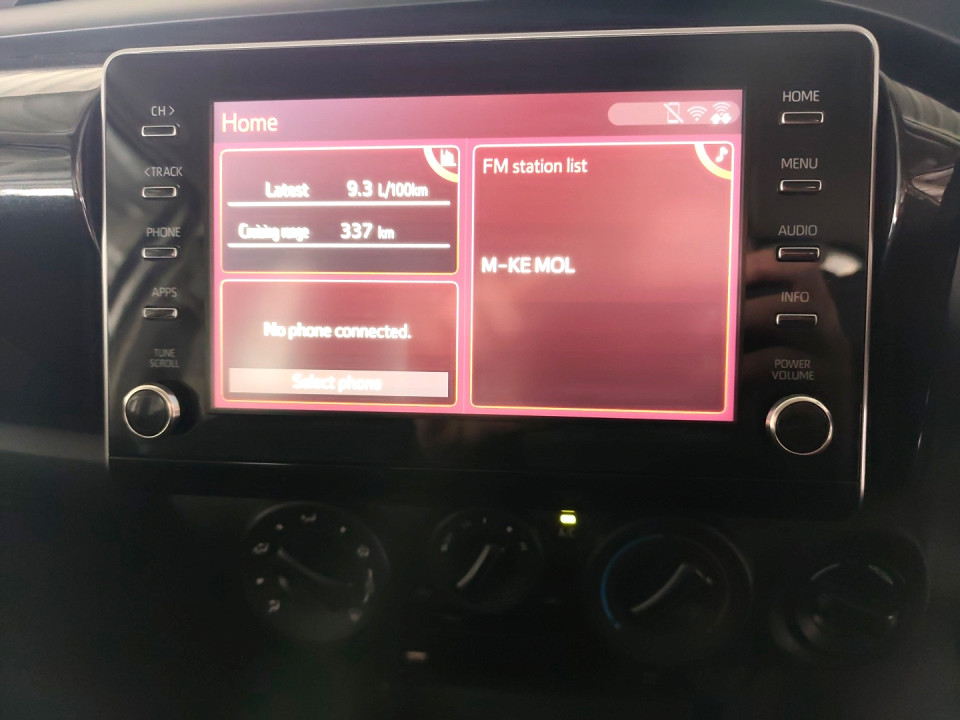 CH >
< TRACK
PHONE
APPS
TUNE
SCROLL
Home
Latest 9.3 L/100km
Cruising range 337 km
No phone connected.
Select phone
FM station list
M-KE MOL
HOME
MENU
AUDIO
INFO
POWER
VOLUME
A/C